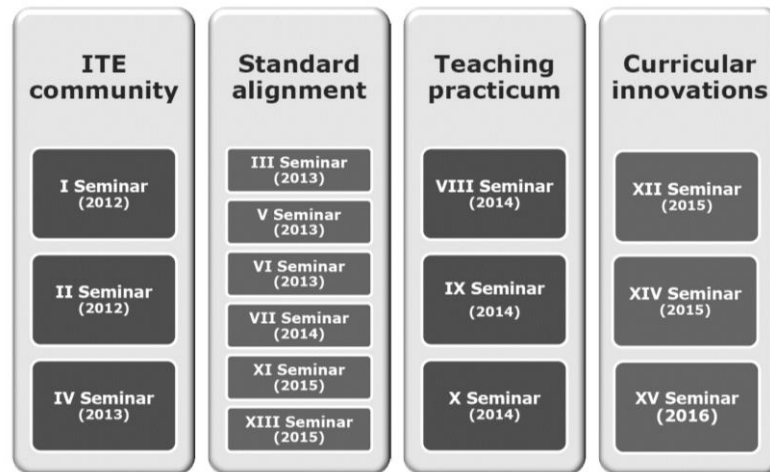 ITE
community
I Seminar
(2012)
II Seminar
(2012)
IV Seminar
(2013)
Standard
alignment
III Seminar
(2013)
V Seminar
(2013)
VI Seminar
(2013)
VII Seminar
(2014)
XI Seminar
(2015)
XIII Seminar
(2015)
Teaching
practicum
VIII Seminar
(2014)
IX Seminar
(2014)
X Seminar
(2014)
Curricular
innovations
XII Seminar
(2015)
XIV Seminar
(2015)
XV Seminar
(2016)